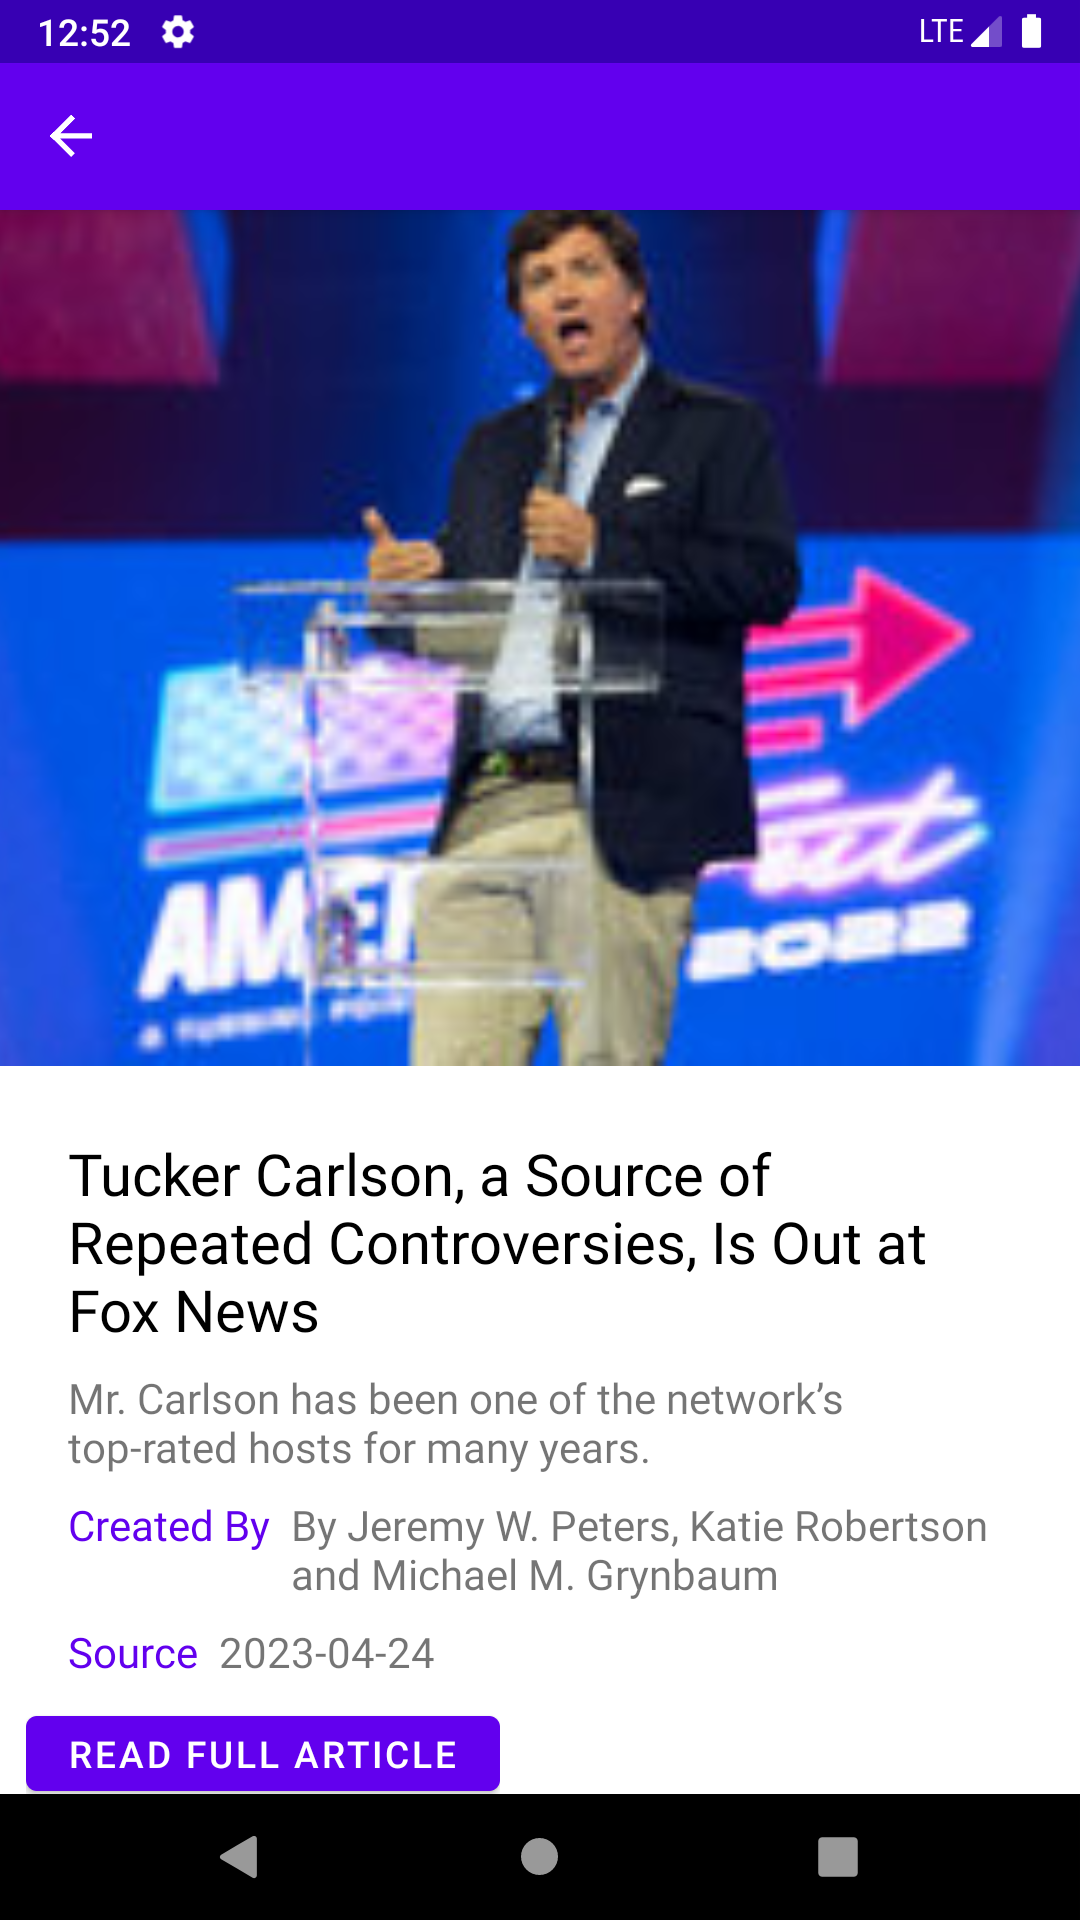 12:52
LTE
AMER
2022
Tucker Carlson, a Source of
Repeated Controversies, Is Out at
Fox News
Mr. Carlson has been one of the network’s
top-rated hosts for many years.
Created By By Jeremy W. Peters, Katie Robertson
and Michael M. Grynbaum
Source 2023-04-24
READ FULL ARTICLE